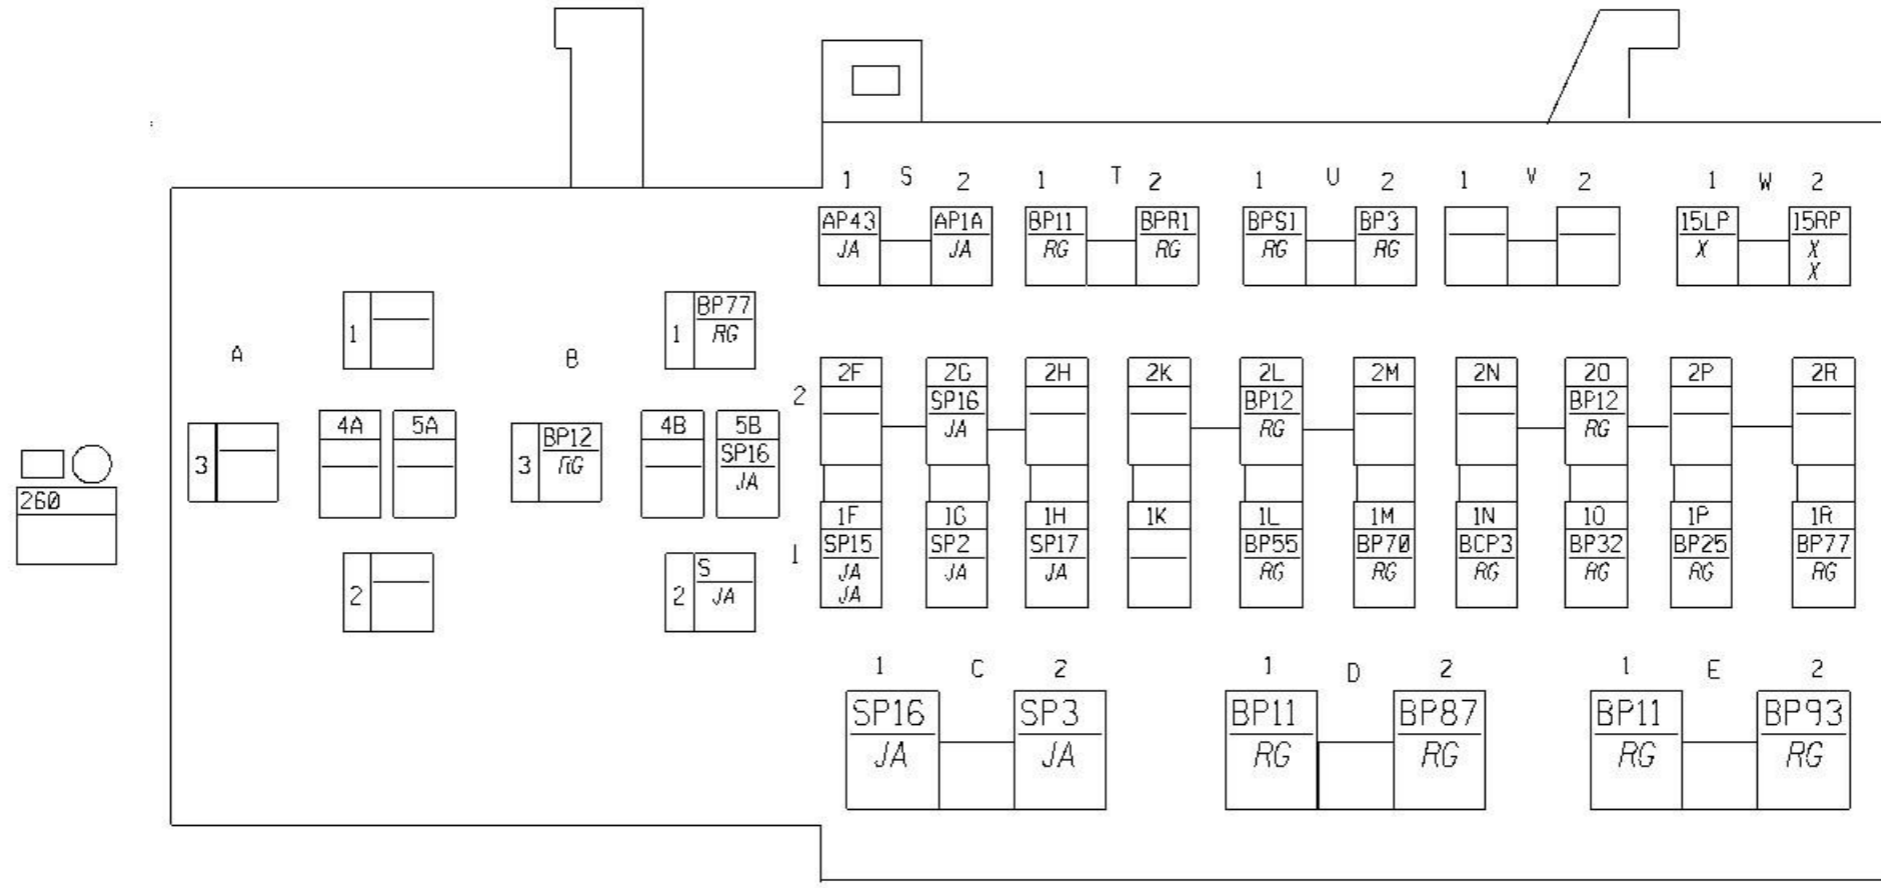 1 S 2 1 T 2 1 U 2 1 V 2 1 W 2
AP43 AP1A BP11 BPR1 BPS1 BP3 15LP 15RP
JA JA RG RG RG RG X X
X
1 1 BP77
RG
A B
2 2F 2G 2H 2K 2L 2M 2N 2O 2P 2R
SP16 BP12 BP12
JA RG RG
4A 5A 4B 5B
3 3 BP12 SP16
RG JA
260
1F 1G 1H 1K 1L 1M 1N 1O 1P 1R
1 SP15 SP2 SP17 BP55 BP70 BCP3 BP32 BP25 BP77
JA JA JA RG RG RG RG RG RG
JA
2 2 S
JA
1 C 2 1 D 2 1 E 2
SP16 SP3 BP11 BP87 BP11 BP93
JA JA RG RG RG RG